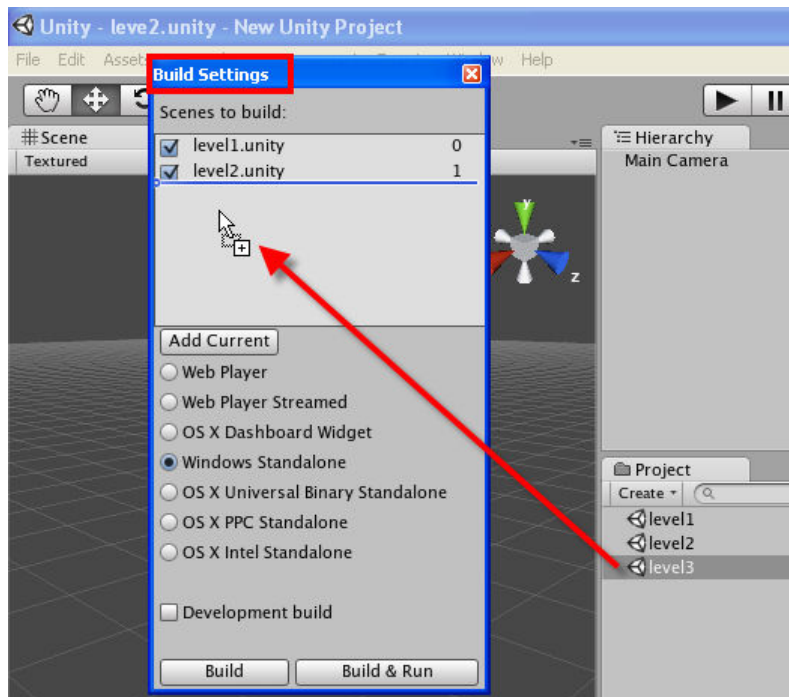 Unity - leve2.unity - New Unity Project
File Edit Assets w Help
Build Settings
Scenes to build:
level1.unity 0
level2.unity 1
Add Current
Web Player
Web Player Streamed
OS X Dashboard Widget
Windows Standalone
OS X Universal Binary Standalone
OS X PPC Standalone
OS X Intel Standalone
Development build
Build Build & Run
#Scene
Textured
y
z
Hierarchy
Main Camera
Project
Create
level1
level2
level3